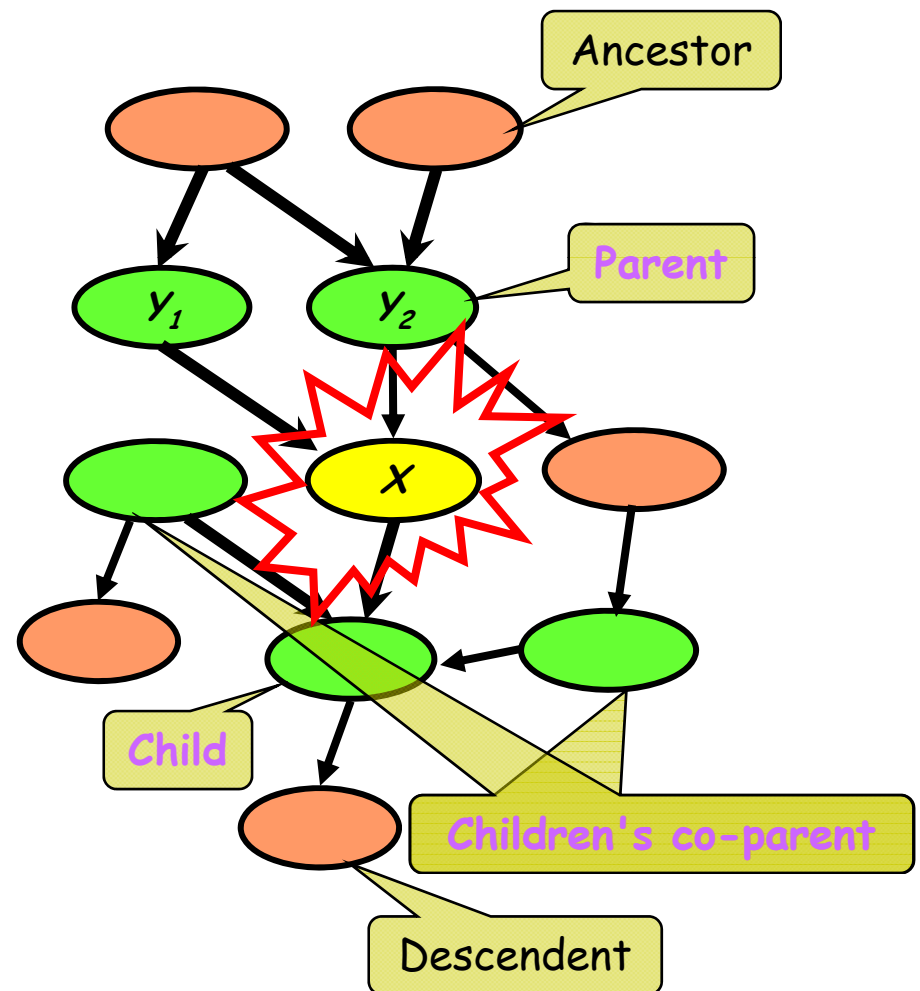 Ancestor
Parent
Y₁
Y₂
X
Child
Children's co-parent
Descendent